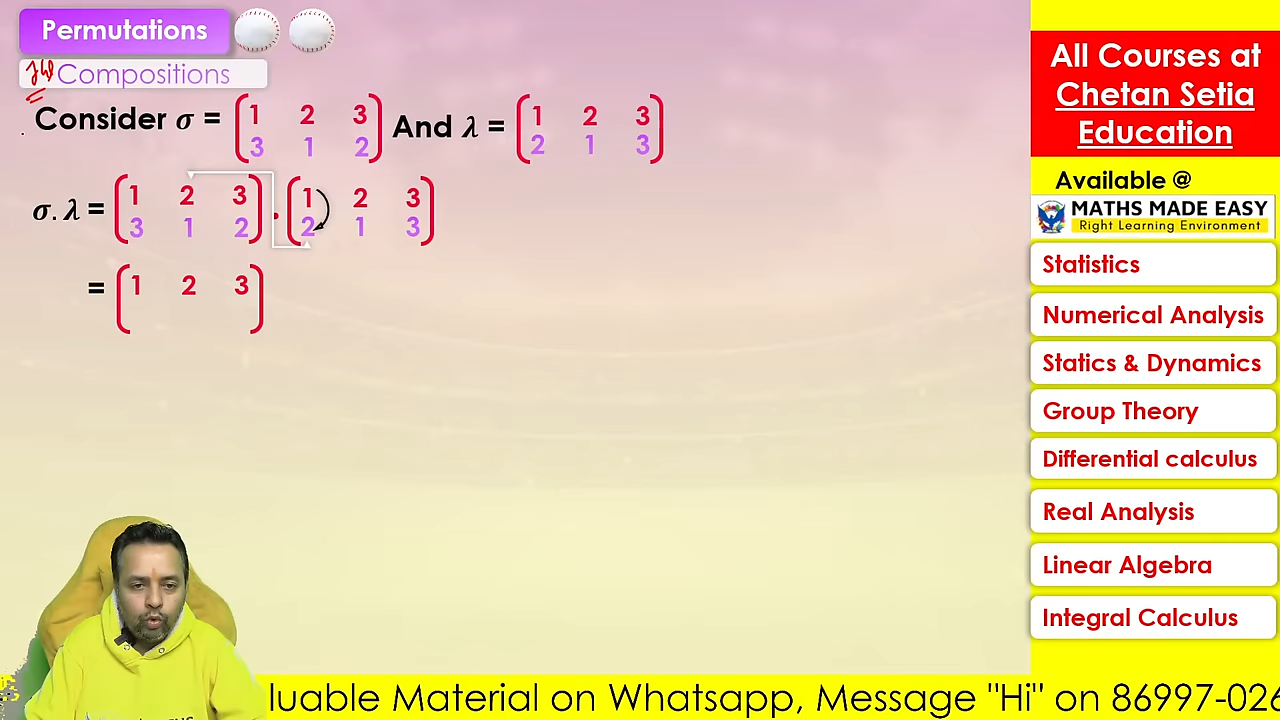 Permutations
Compositions
Consider σ = (1 2 3 And λ = (1 2 3
3 1 2) 2 1 3)
σ. λ = (1 2 3 . (1 2 3
3 1 2) 2 1 3)
= (1 2 3)
All Courses at
Chetan Setia
Education
Available @
MATHS MADE EASY
Right Learning Environment
Statistics
Numerical Analysis
Statics & Dynamics
Group Theory
Differential calculus
Real Analysis
Linear Algebra
Integral Calculus
luable Material on Whatsapp, Message "Hi" on 86997-026